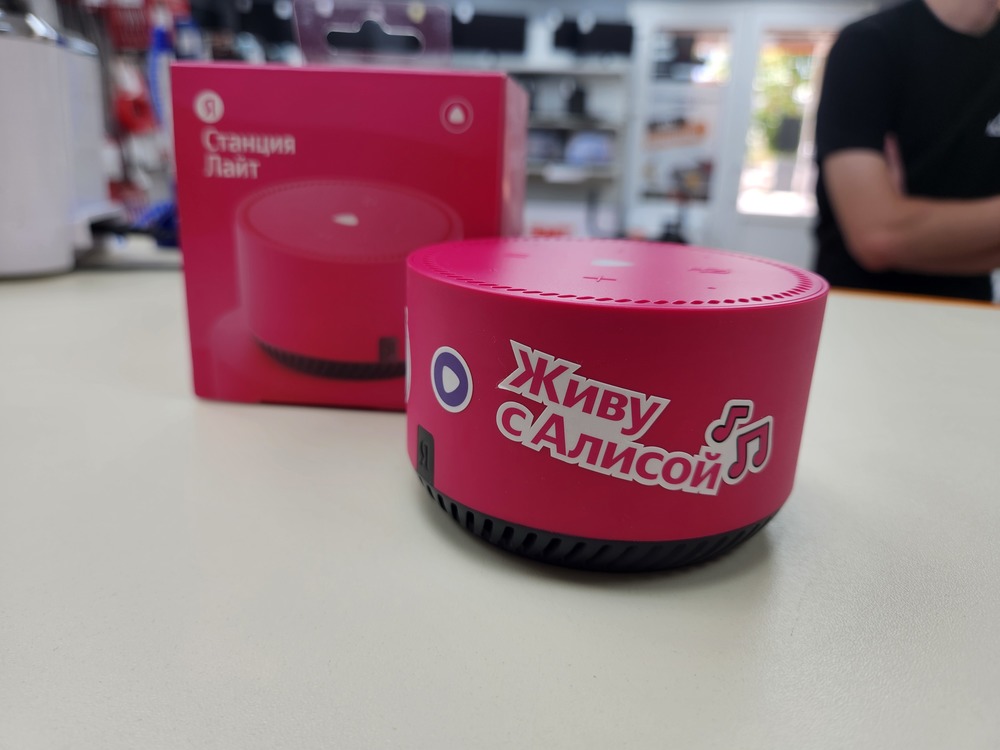 Я
Станция
Лайт
Живу
с Алисой
Я